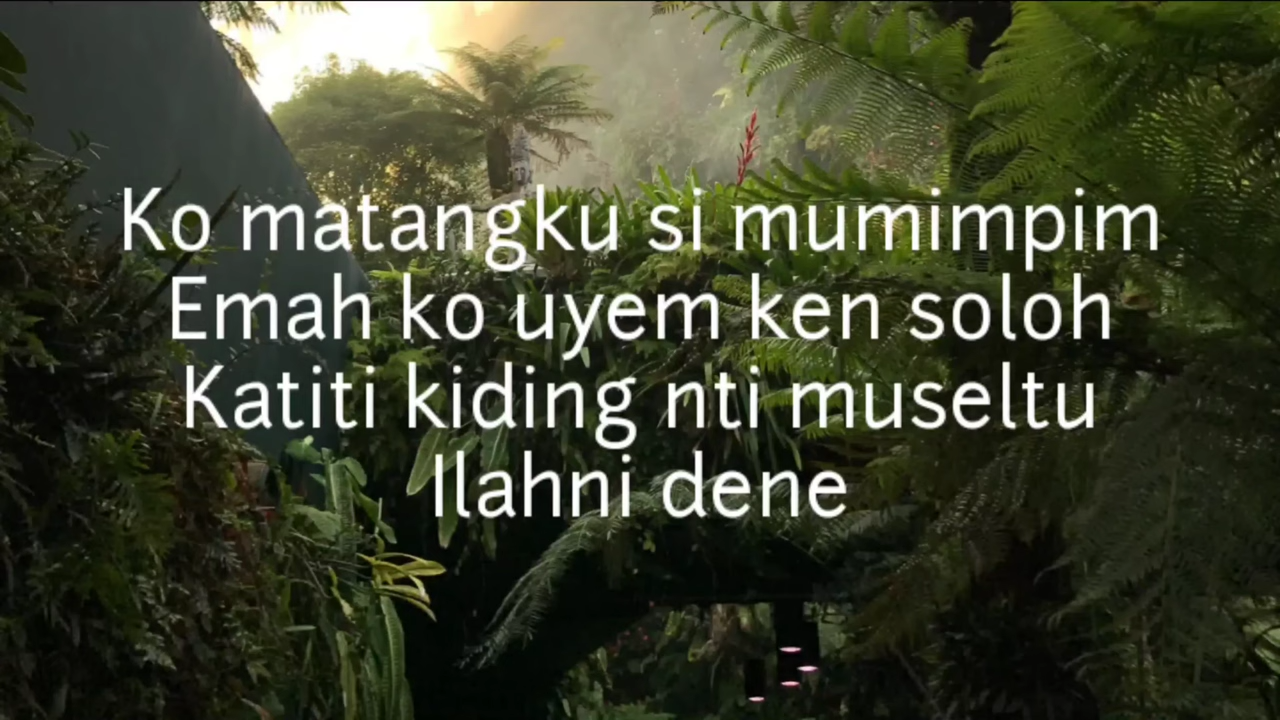 Ko matangku si mumimpim
Emah ko uyem ken soloh
Katiti kiding nti museltu
Ilahni dene